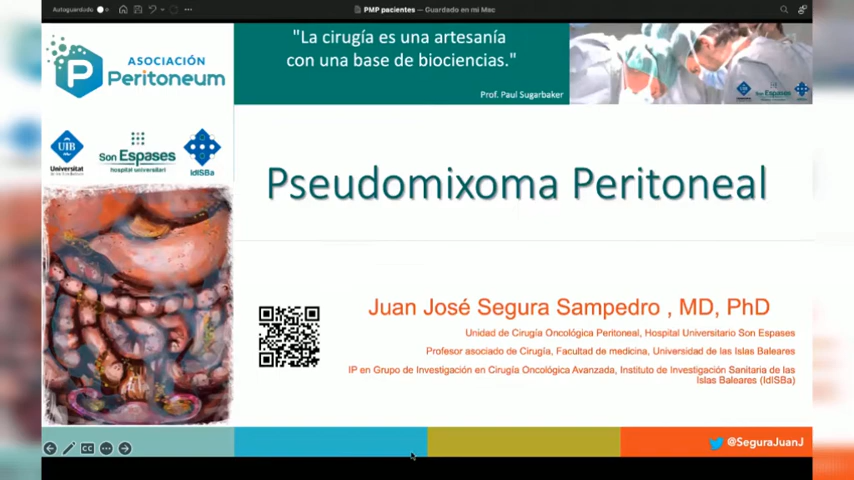 Autoguardado
PMP pacientes — Guardado en mi Mac
ASOCIACIÓN
Peritoneum
"La cirugía es una artesanía
con una base de biociencias."
Prof. Paul Sugarbaker
UIB
Universitat
Son Espases
hospital universitari
IdISBa
Pseudomixoma Peritoneal
Juan José Segura Sampedro , MD, PhD
Unidad de Cirugía Oncológica Peritoneal, Hospital Universitario Son Espases
Profesor asociado de Cirugía, Facultad de medicina, Universidad de las Islas Baleares
IP en Grupo de Investigación en Cirugía Oncológica Avanzada, Instituto de Investigación Sanitaria de las
Islas Baleares (IdISBa)
CC
@SeguraJuanJ